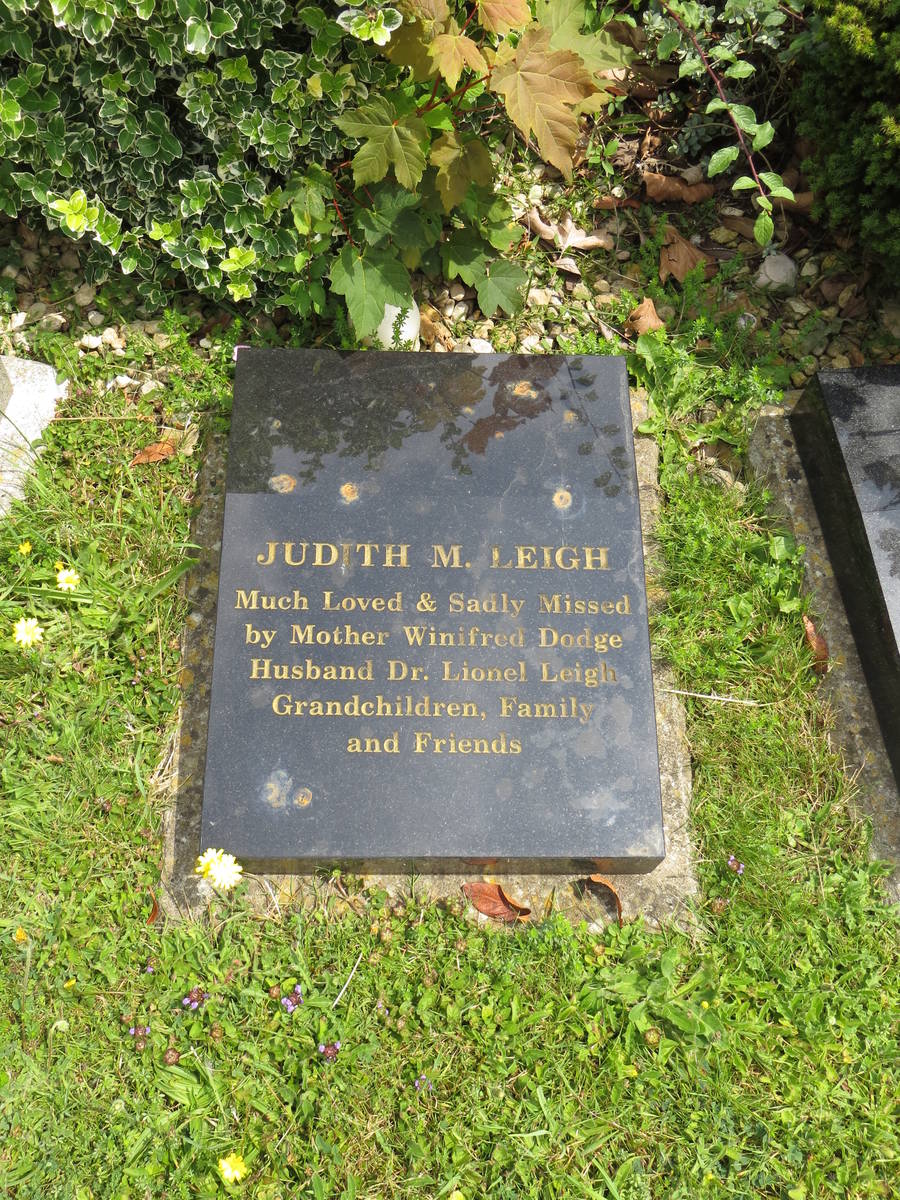 JUDITH M. LEIGH
Much Loved & Sadly Missed
by Mother Winifred Dodge
Husband Dr. Lionel Leigh
Grandchildren, Family
and Friends